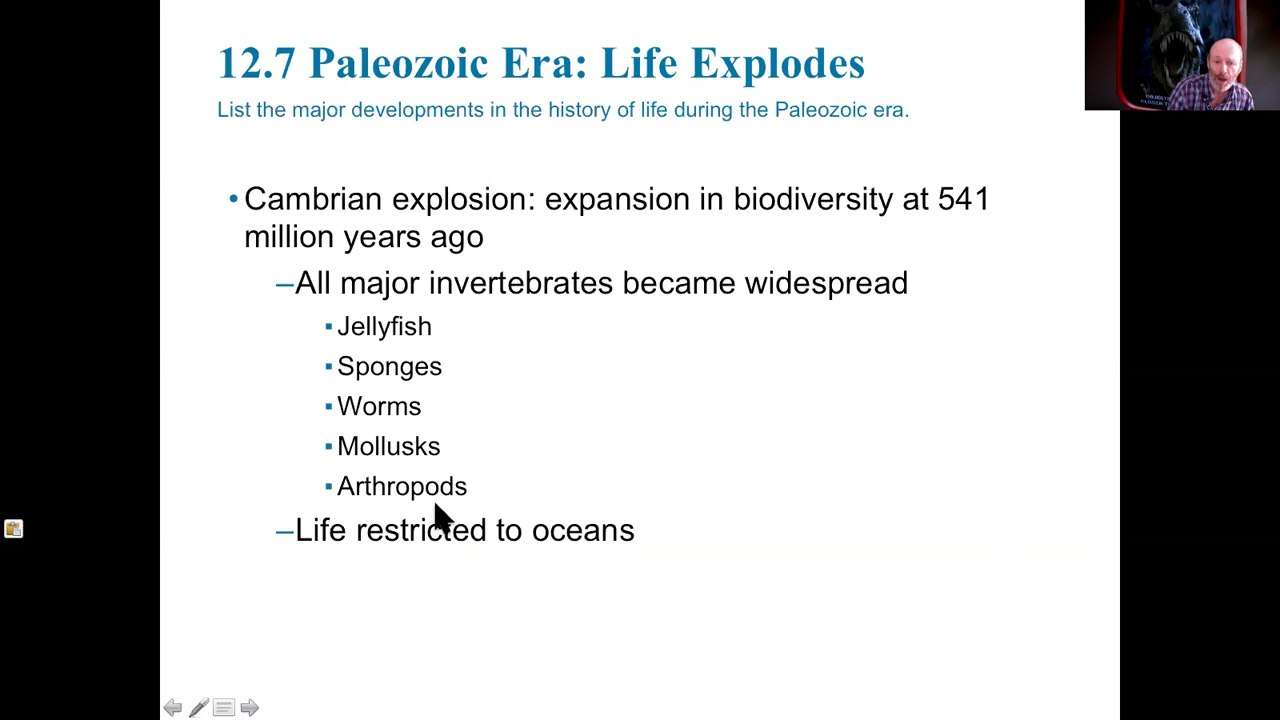 12.7 Paleozoic Era: Life Explodes
List the major developments in the history of life during the Paleozoic era.
• Cambrian explosion: expansion in biodiversity at 541
million years ago
–All major invertebrates became widespread
▪ Jellyfish
▪ Sponges
▪ Worms
▪ Mollusks
▪ Arthropods
–Life restricted to oceans